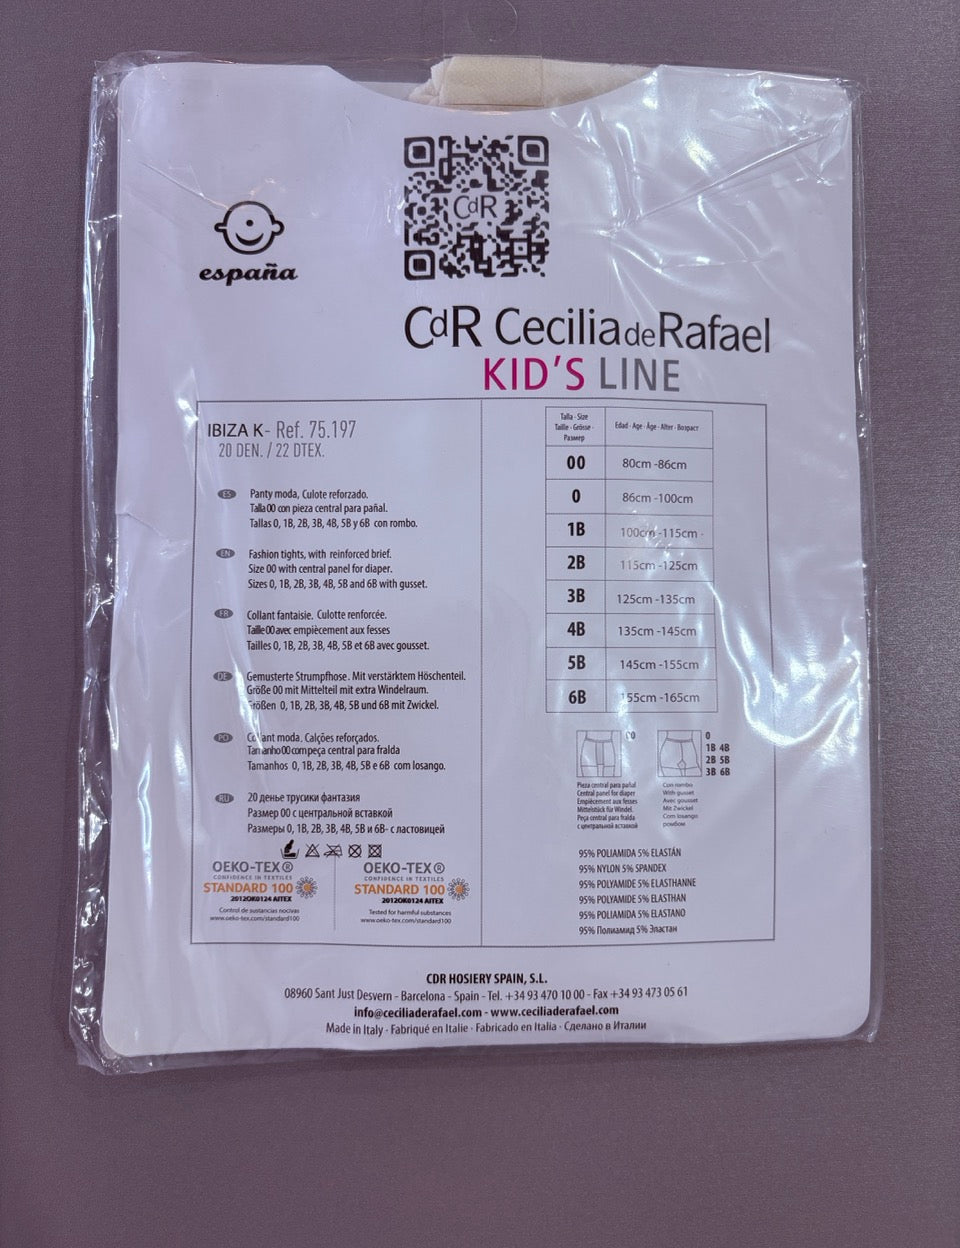 CdR
españa
CdR Cecilia de Rafael
KID'S LINE
IBIZA K- Ref. 75.197
20 DEN. / 22 DTEX.
ES
Panty moda, Culote reforzado.
Talla 00 con pieza central para pañal.
Tallas 0, 1B, 2B, 3B, 4B, 5B y 6B con rombo.
EN
Fashion tights, with reinforced brief.
Size 00 with central panel for diaper.
Sizes 0, 1B, 2B, 3B, 4B, 5B and 6B with gusset.
FR
Collant fantaisie. Culotte renforcée.
Taille 00 avec empiècement aux fesses
Tailles 0, 1B, 2B, 3B, 4B, 5B et 6B avec gousset.
DE
Gemusterte Strumpfhose. Mit verstärktem Höschenteil.
Größe 00 mit Mittelteil mit extra Windelraum.
Größen 0, 1B, 2B, 3B, 4B, 5B und 6B mit Zwickel.
PO
Collant moda. Calções reforçados.
Tamanho 00 com peça central para fralda
Tamanhos 0, 1B, 2B, 3B, 4B, 5B e 6B com losango.
RU
20 денье трусики фантазия
Размер 00 с центральной вставкой
Размеры 0, 1B, 2B, 3B, 4B, 5B и 6B- с ластовицей
OEKO-TEX®
CONFIDENCE IN TEXTILES
STANDARD 100
2012OK0124 AITEX
Control de sustancias nocivas
www.oeko-tex.com/standard100
OEKO-TEX®
CONFIDENCE IN TEXTILES
STANDARD 100
2012OK0124 AITEX
Tested for harmful substances
www.oeko-tex.com/standard100
Talla · Size
Taille · Grösse ·
Размер
Edad · Age · Âge · Alter · Возраст
00 80cm -86cm
0 86cm -100cm
1B 100cm -115cm -
2B 115cm -125cm
3B 125cm -135cm
4B 135cm -145cm
5B 145cm -155cm
6B 155cm -165cm
00
Pieza central para pañal
Central panel for diaper
Empiècement aux fesses
Mittelstück für Windel.
Peça central para fralda
с центральной вставкой
0
1B 4B
2B 5B
3B 6B
Con rombo
With gusset
Avec gousset
Mit Zwickel
Com losango
ромбом
95% POLIAMIDA 5% ELASTÁN
95% NYLON 5% SPANDEX
95% POLYAMIDE 5% ELASTHANNE
95% POLYAMIDE 5% ELASTHAN
95% POLIAMIDA 5% ELASTANO
95% Полиамид 5% Эластан
CDR HOSIERY SPAIN, S.L.
08960 Sant Just Desvern - Barcelona - Spain - Tel. +34 93 470 10 00 - Fax +34 93 473 05 61
info@ceciliaderafael.com - www.ceciliaderafael.com
Made in Italy · Fabriqué en Italie · Fabricado en Italia · Сделано в Италии